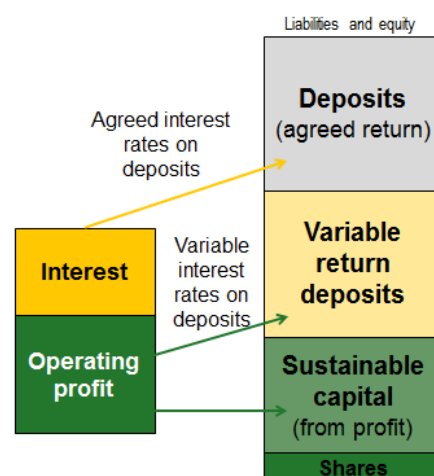 Liabilities and equity
Deposits
(agreed return)
Agreed interest
rates on
deposits
Variable
interest
rates on
deposits
Variable
return
deposits
Interest
Operating
profit
Sustainable
capital
(from profit)
Shares